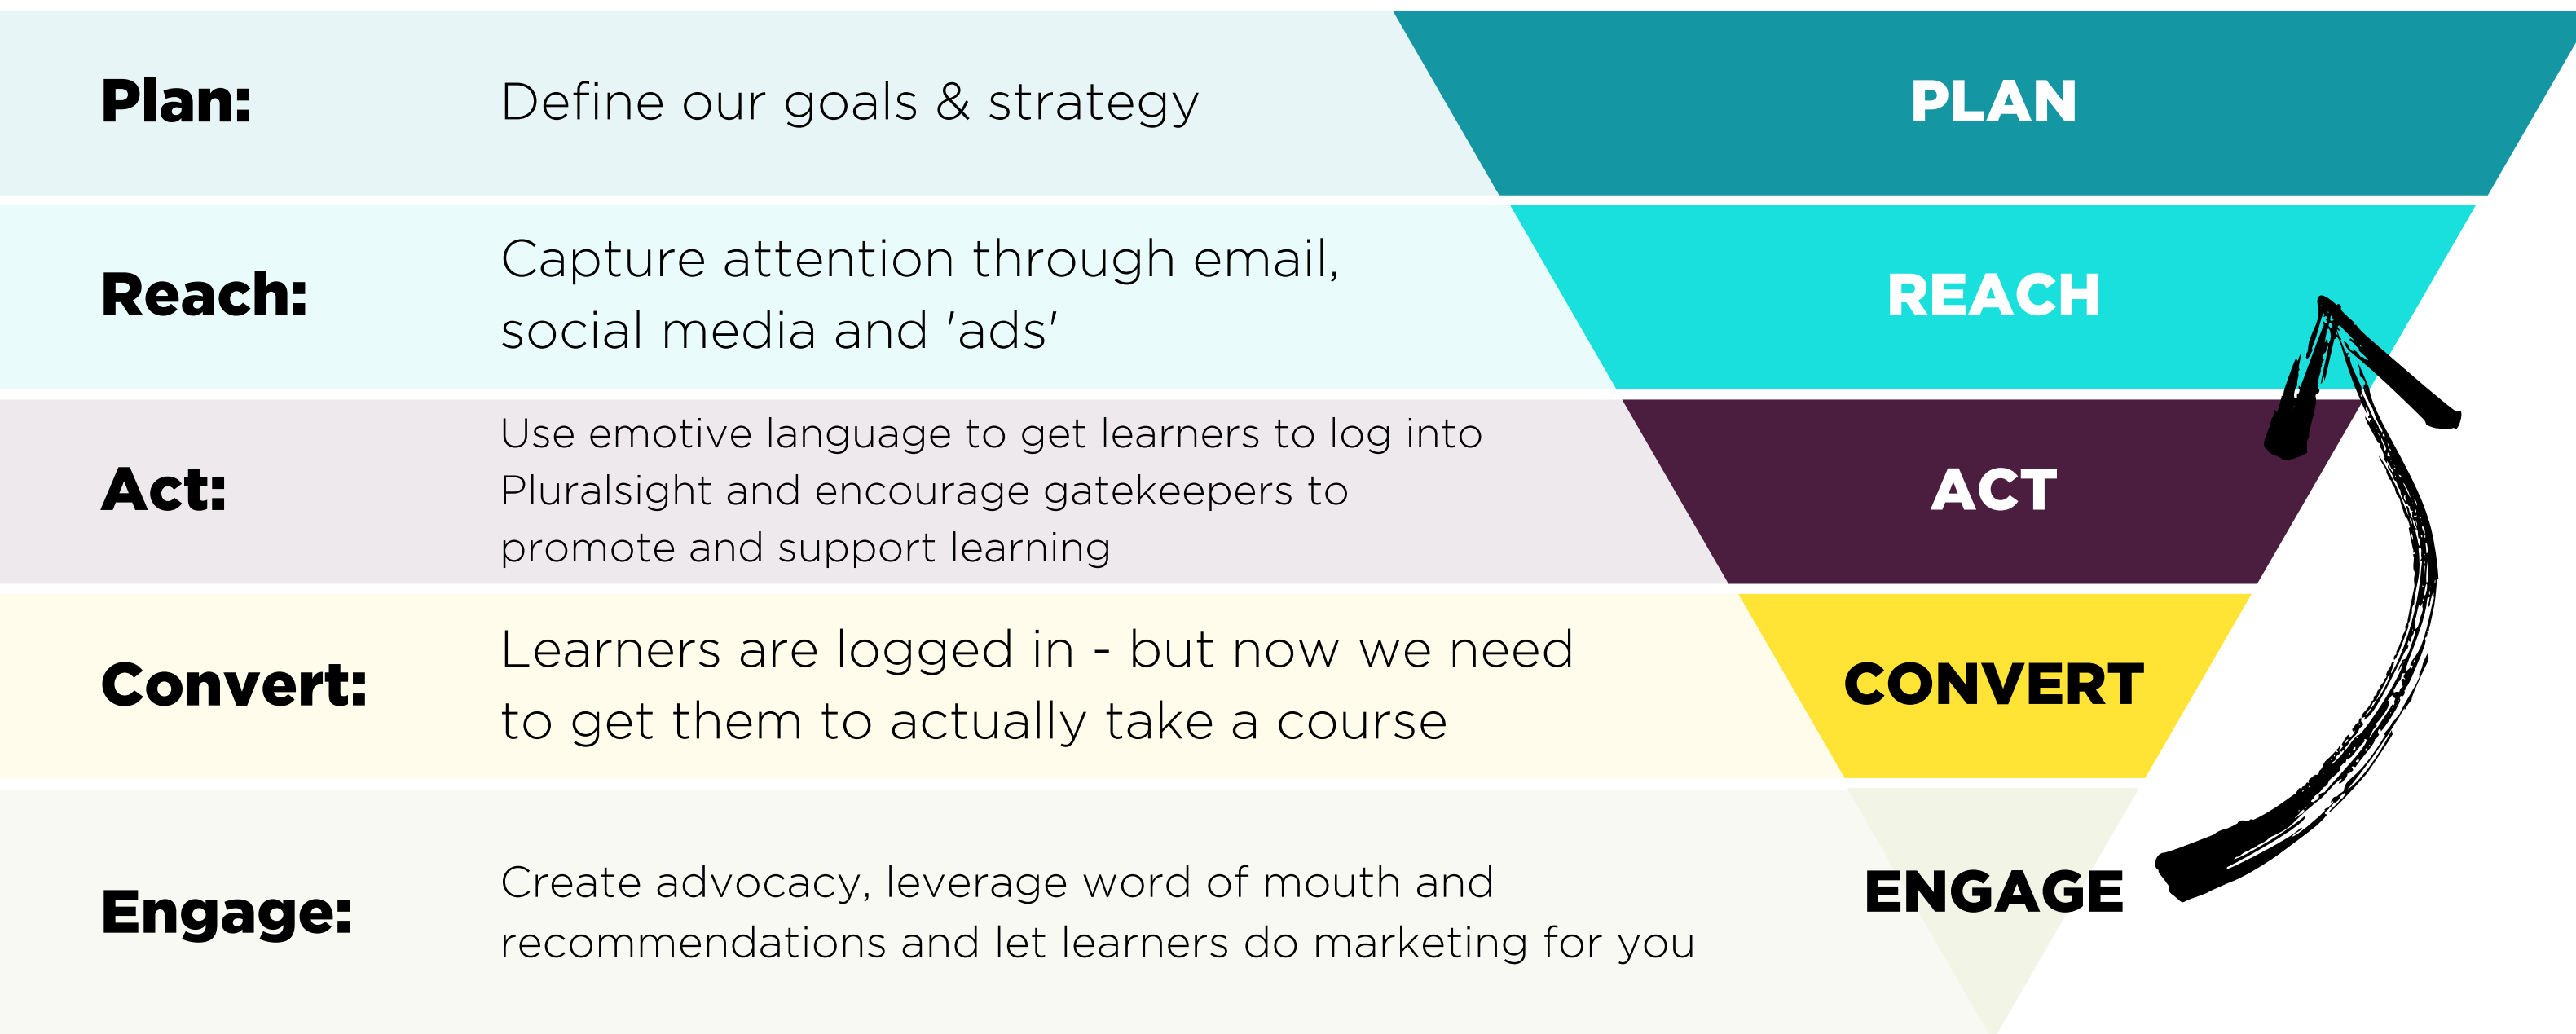 Plan:
Define our goals & strategy
PLAN
Reach:
Capture attention through email,
social media and 'ads'
REACH
Act:
Use emotive language to get learners to log into
Pluralsight and encourage gatekeepers to
promote and support learning
ACT
Convert:
Learners are logged in - but now we need
to get them to actually take a course
CONVERT
Engage:
Create advocacy, leverage word of mouth and
recommendations and let learners do marketing for you
ENGAGE